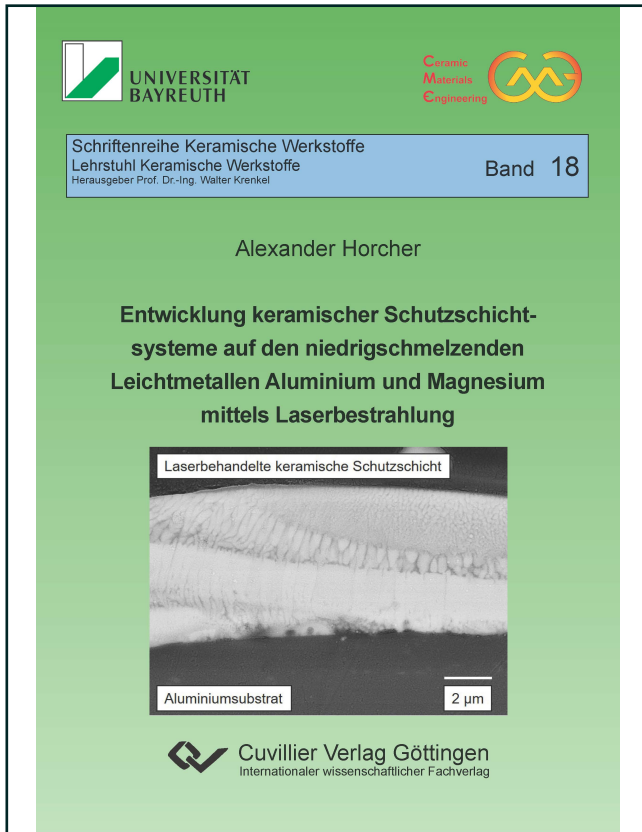 UNIVERSITÄT
BAYREUTH
Ceramic
Materials
Engineering
Schriftenreihe Keramische Werkstoffe
Lehrstuhl Keramische Werkstoffe
Herausgeber Prof. Dr.-Ing. Walter Krenkel
Band 18
Alexander Horcher
Entwicklung keramischer Schutzschicht-
systeme auf den niedrigschmelzenden
Leichtmetallen Aluminium und Magnesium
mittels Laserbestrahlung
Laserbehandelte keramische Schutzschicht
Aluminiumsubstrat
2 µm
Cuvillier Verlag Göttingen
Internationaler wissenschaftlicher Fachverlag